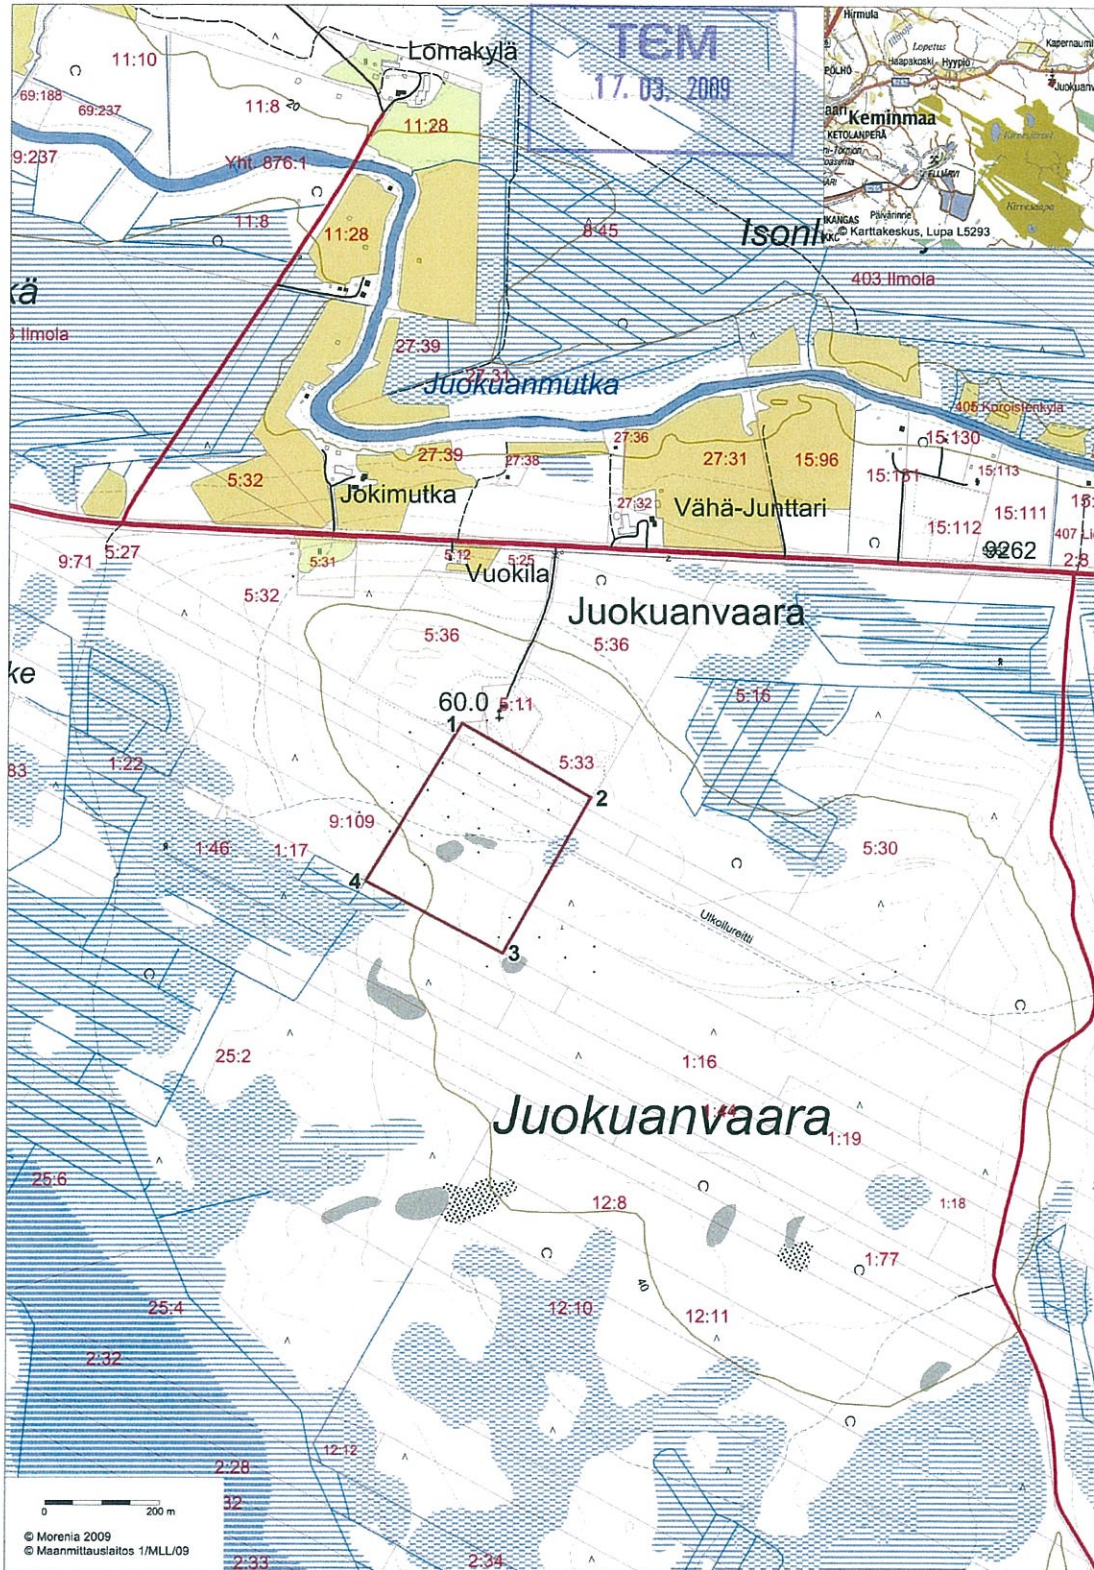 TEM
17. 03. 2009
Hirmula
Lopetus
Kapernaumi
Haapakoski Hyypiö
PÖLHÖ
Keminmaa
KETOLANPERÄ
ELIJÄRVI
Kirvesaapa
Päivärinne
© Karttakeskus, Lupa L5293
Lomakylä
11:10
69:188
69:237
11:8
20
11:28
9:237
Yht. 876:1
11:8
11:28
8:45
403 Ilmola
27:39
27:31
Juokuanmutka
405 Koroistenkylä
27:36
15:130
27:39
27:38
27:31
15:96
15:131
15:113
5:32
Jokimutka
27:32
Vähä-Junttari
15:112
15:111
9262
2:8
9:71
5:27
5:31
5:12
5:25
Vuokila
5:32
Juokuanvaara
5:36
5:36
60.0
5:11
5:16
1
5:33
2
1:22
9:109
1:46
1:17
5:30
4
Ulkoilureitti
3
25:2
1:16
1:44
Juokuanvaara
1:19
25:6
12:8
1:18
1:77
40
25:4
12:10
12:11
2:32
12:12
2:28
2:33
2:34
0 200 m
© Morenia 2009
© Maanmittauslaitos 1/MLL/09